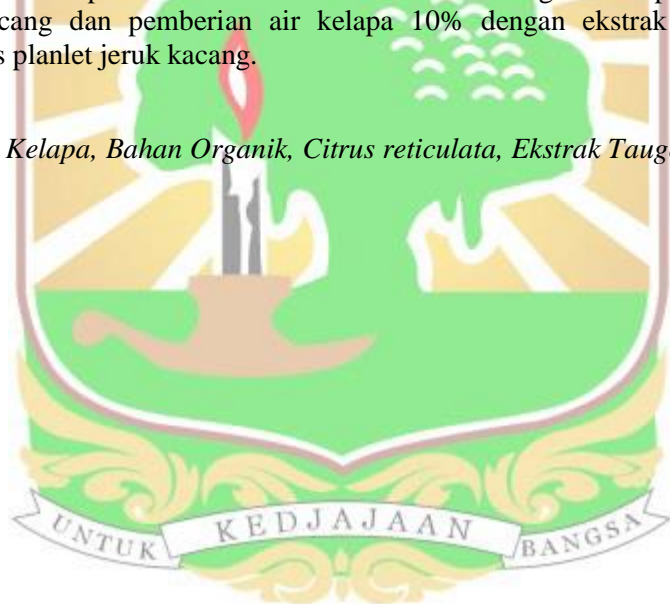 cang dan pemberian air kelapa 10% dengan ekstrak
s planlet jeruk kacang.
Kelapa, Bahan Organik, Citrus reticulata, Ekstrak Taug
UNTUK KEDJAJAAN BANGSA